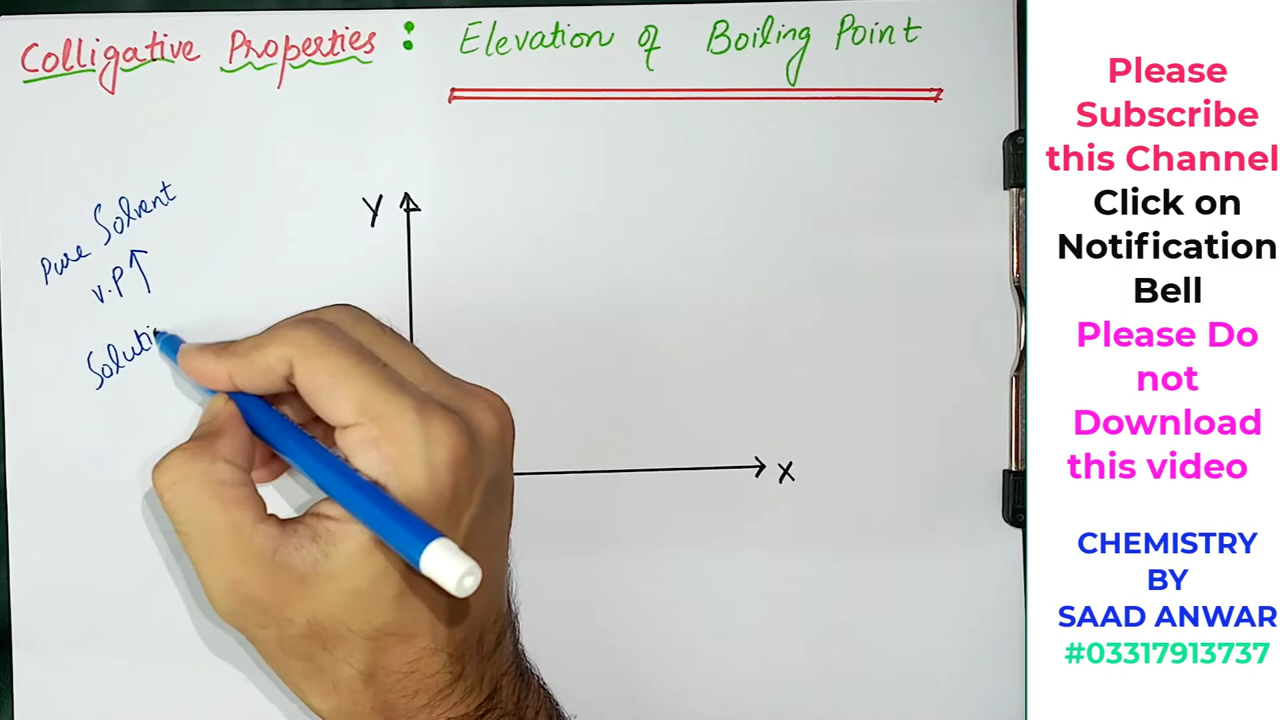 Colligative Properties : Elevation of Boiling Point
Pure Solvent
V.P ↑
Soluti
Y
X
Please
Subscribe
this Channel
Click on
Notification
Bell
Please Do
not
Download
this video
CHEMISTRY
BY
SAAD ANWAR
#03317913737